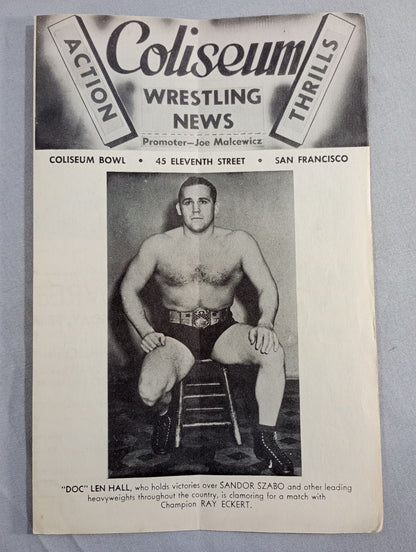 ACTION
Coliseum
WRESTLING
NEWS
THRILLS
Promoter—Joe Malcewicz
COLISEUM BOWL • 45 ELEVENTH STREET • SAN FRANCISCO
"DOC" LEN HALL, who holds victories over SANDOR SZABO and other leading
heavyweights throughout the country, is clamoring for a match with
Champion RAY ECKERT.